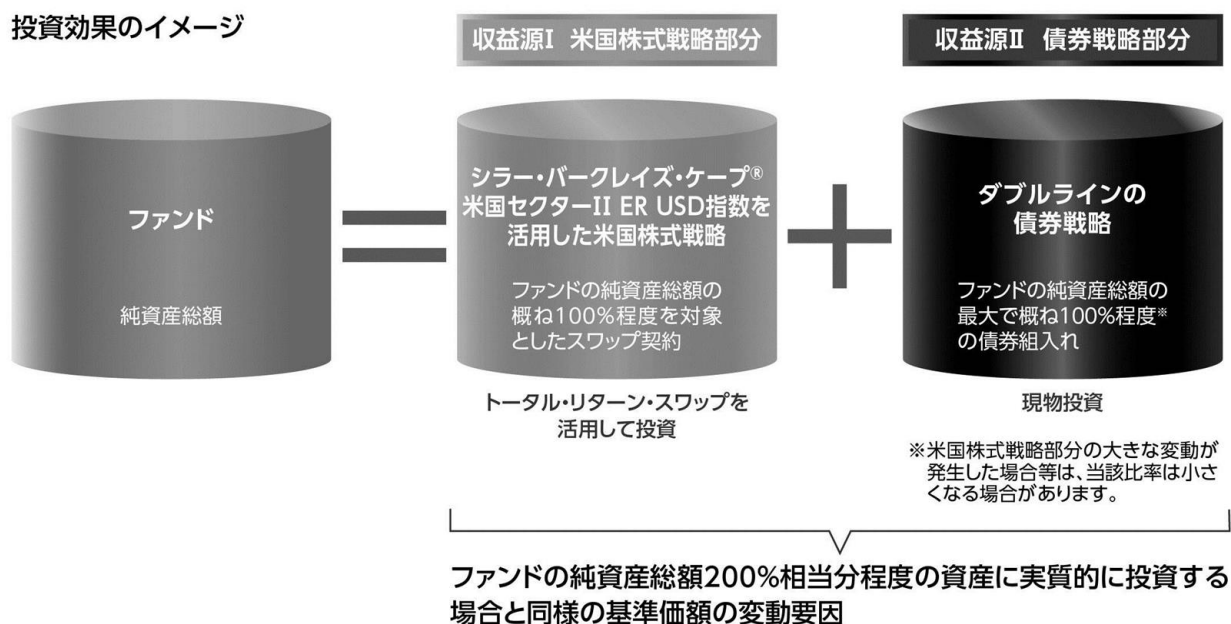 投資効果のイメージ
収益源Ⅰ 米国株式戦略部分
収益源Ⅱ 債券戦略部分
ファンド
純資産総額
シラー・バークレイズ・ケープ®
米国セクターII ER USD指数を
活用した米国株式戦略
ファンドの純資産総額の
概ね100%程度を対象
としたスワップ契約
ダブルラインの
債券戦略
ファンドの純資産総額の
最大で概ね100%程度※
の債券組入れ
トータル・リターン・スワップを
活用して投資
現物投資
※米国株式戦略部分の大きな変動が
発生した場合等は、当該比率は小さ
くなる場合があります。
ファンドの純資産総額200%相当分程度の資産に実質的に投資する
場合と同様の基準価額の変動要因